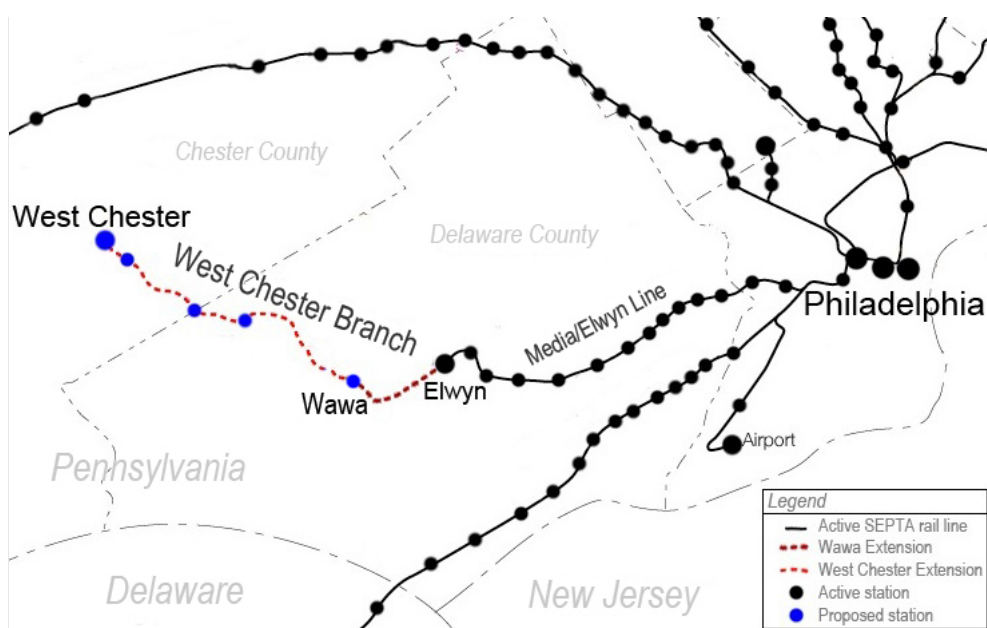 Chester County
West Chester
Delaware County
West Chester Branch
Media/Elwyn Line
Philadelphia
Elwyn
Wawa
Airport
Pennsylvania
Delaware
New Jersey
Legend
Active SEPTA rail line
Wawa Extension
West Chester Extension
Active station
Proposed station